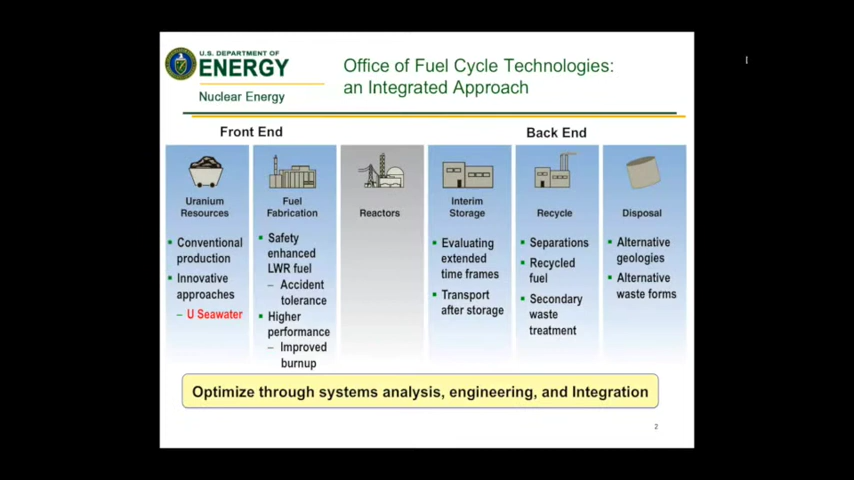 U.S. DEPARTMENT OF
ENERGY
Nuclear Energy
Office of Fuel Cycle Technologies:
an Integrated Approach
Front End
Back End
Uranium
Resources
Conventional
production
Innovative
approaches
– U Seawater
Fuel
Fabrication
Safety
enhanced
LWR fuel
– Accident
tolerance
Higher
performance
– Improved
burnup
Reactors
Interim
Storage
Evaluating
extended
time frames
Transport
after storage
Recycle
Separations
Recycled
fuel
Secondary
waste
treatment
Disposal
Alternative
geologies
Alternative
waste forms
Optimize through systems analysis, engineering, and Integration
2